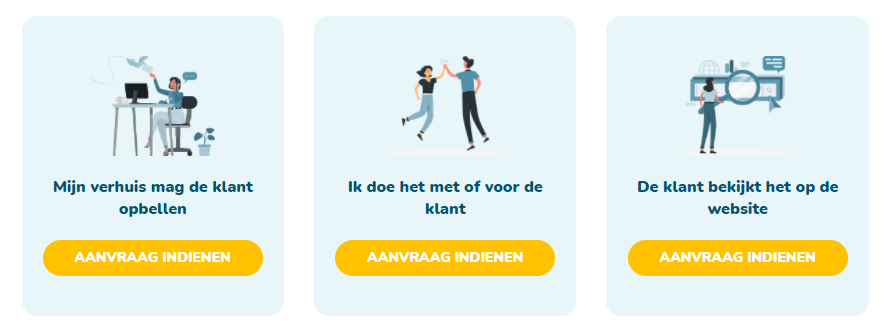 Mijn verhuis mag de klant
opbellen
AANVRAAG INDIENEN
Ik doe het met of voor de
klant
AANVRAAG INDIENEN
De klant bekijkt het op de
website
AANVRAAG INDIENEN